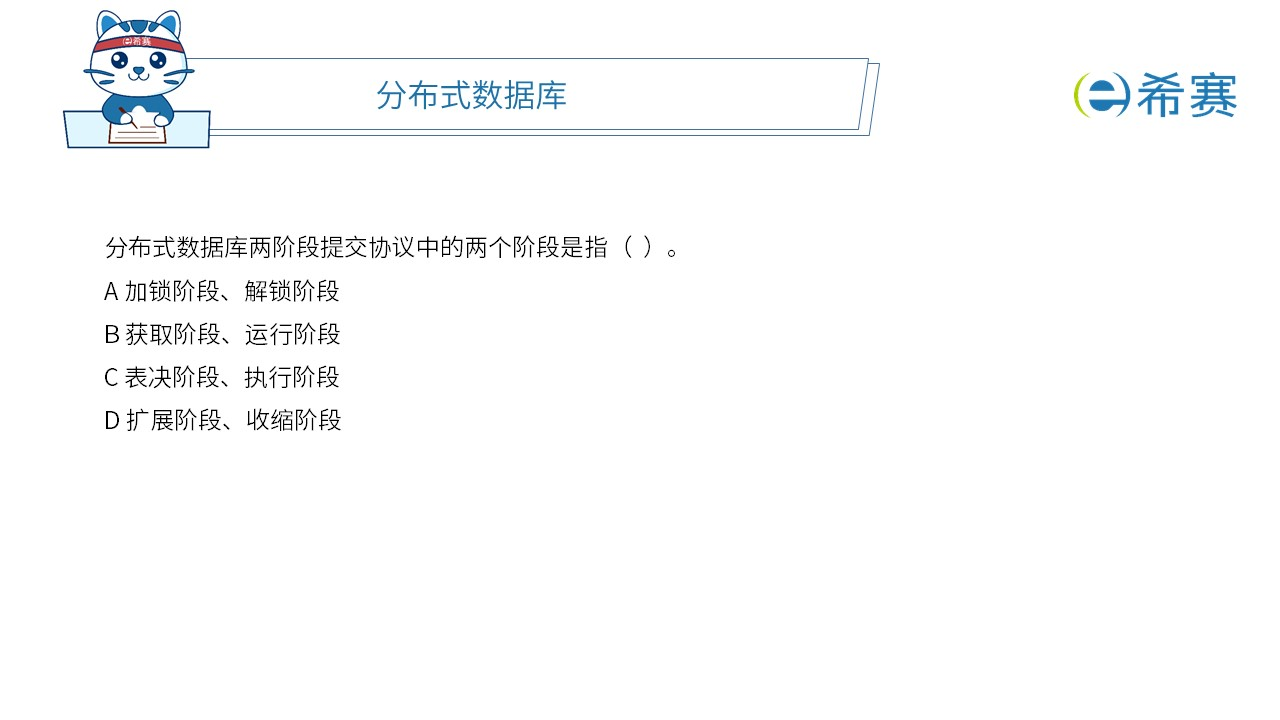 希赛
分布式数据库
希赛
分布式数据库两阶段提交协议中的两个阶段是指（ ）。
A 加锁阶段、解锁阶段
B 获取阶段、运行阶段
C 表决阶段、执行阶段
D 扩展阶段、收缩阶段